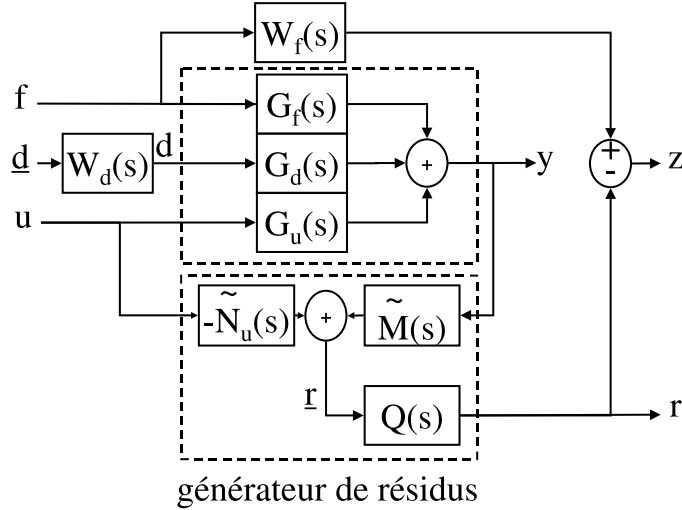 W_f(s)
f
G_f(s)
d
W_d(s)
d
G_d(s)
+
y
+
-
z
u
G_u(s)
-Ñ_u(s)
+
M̃(s)
r
Q(s)
r
générateur de résidus